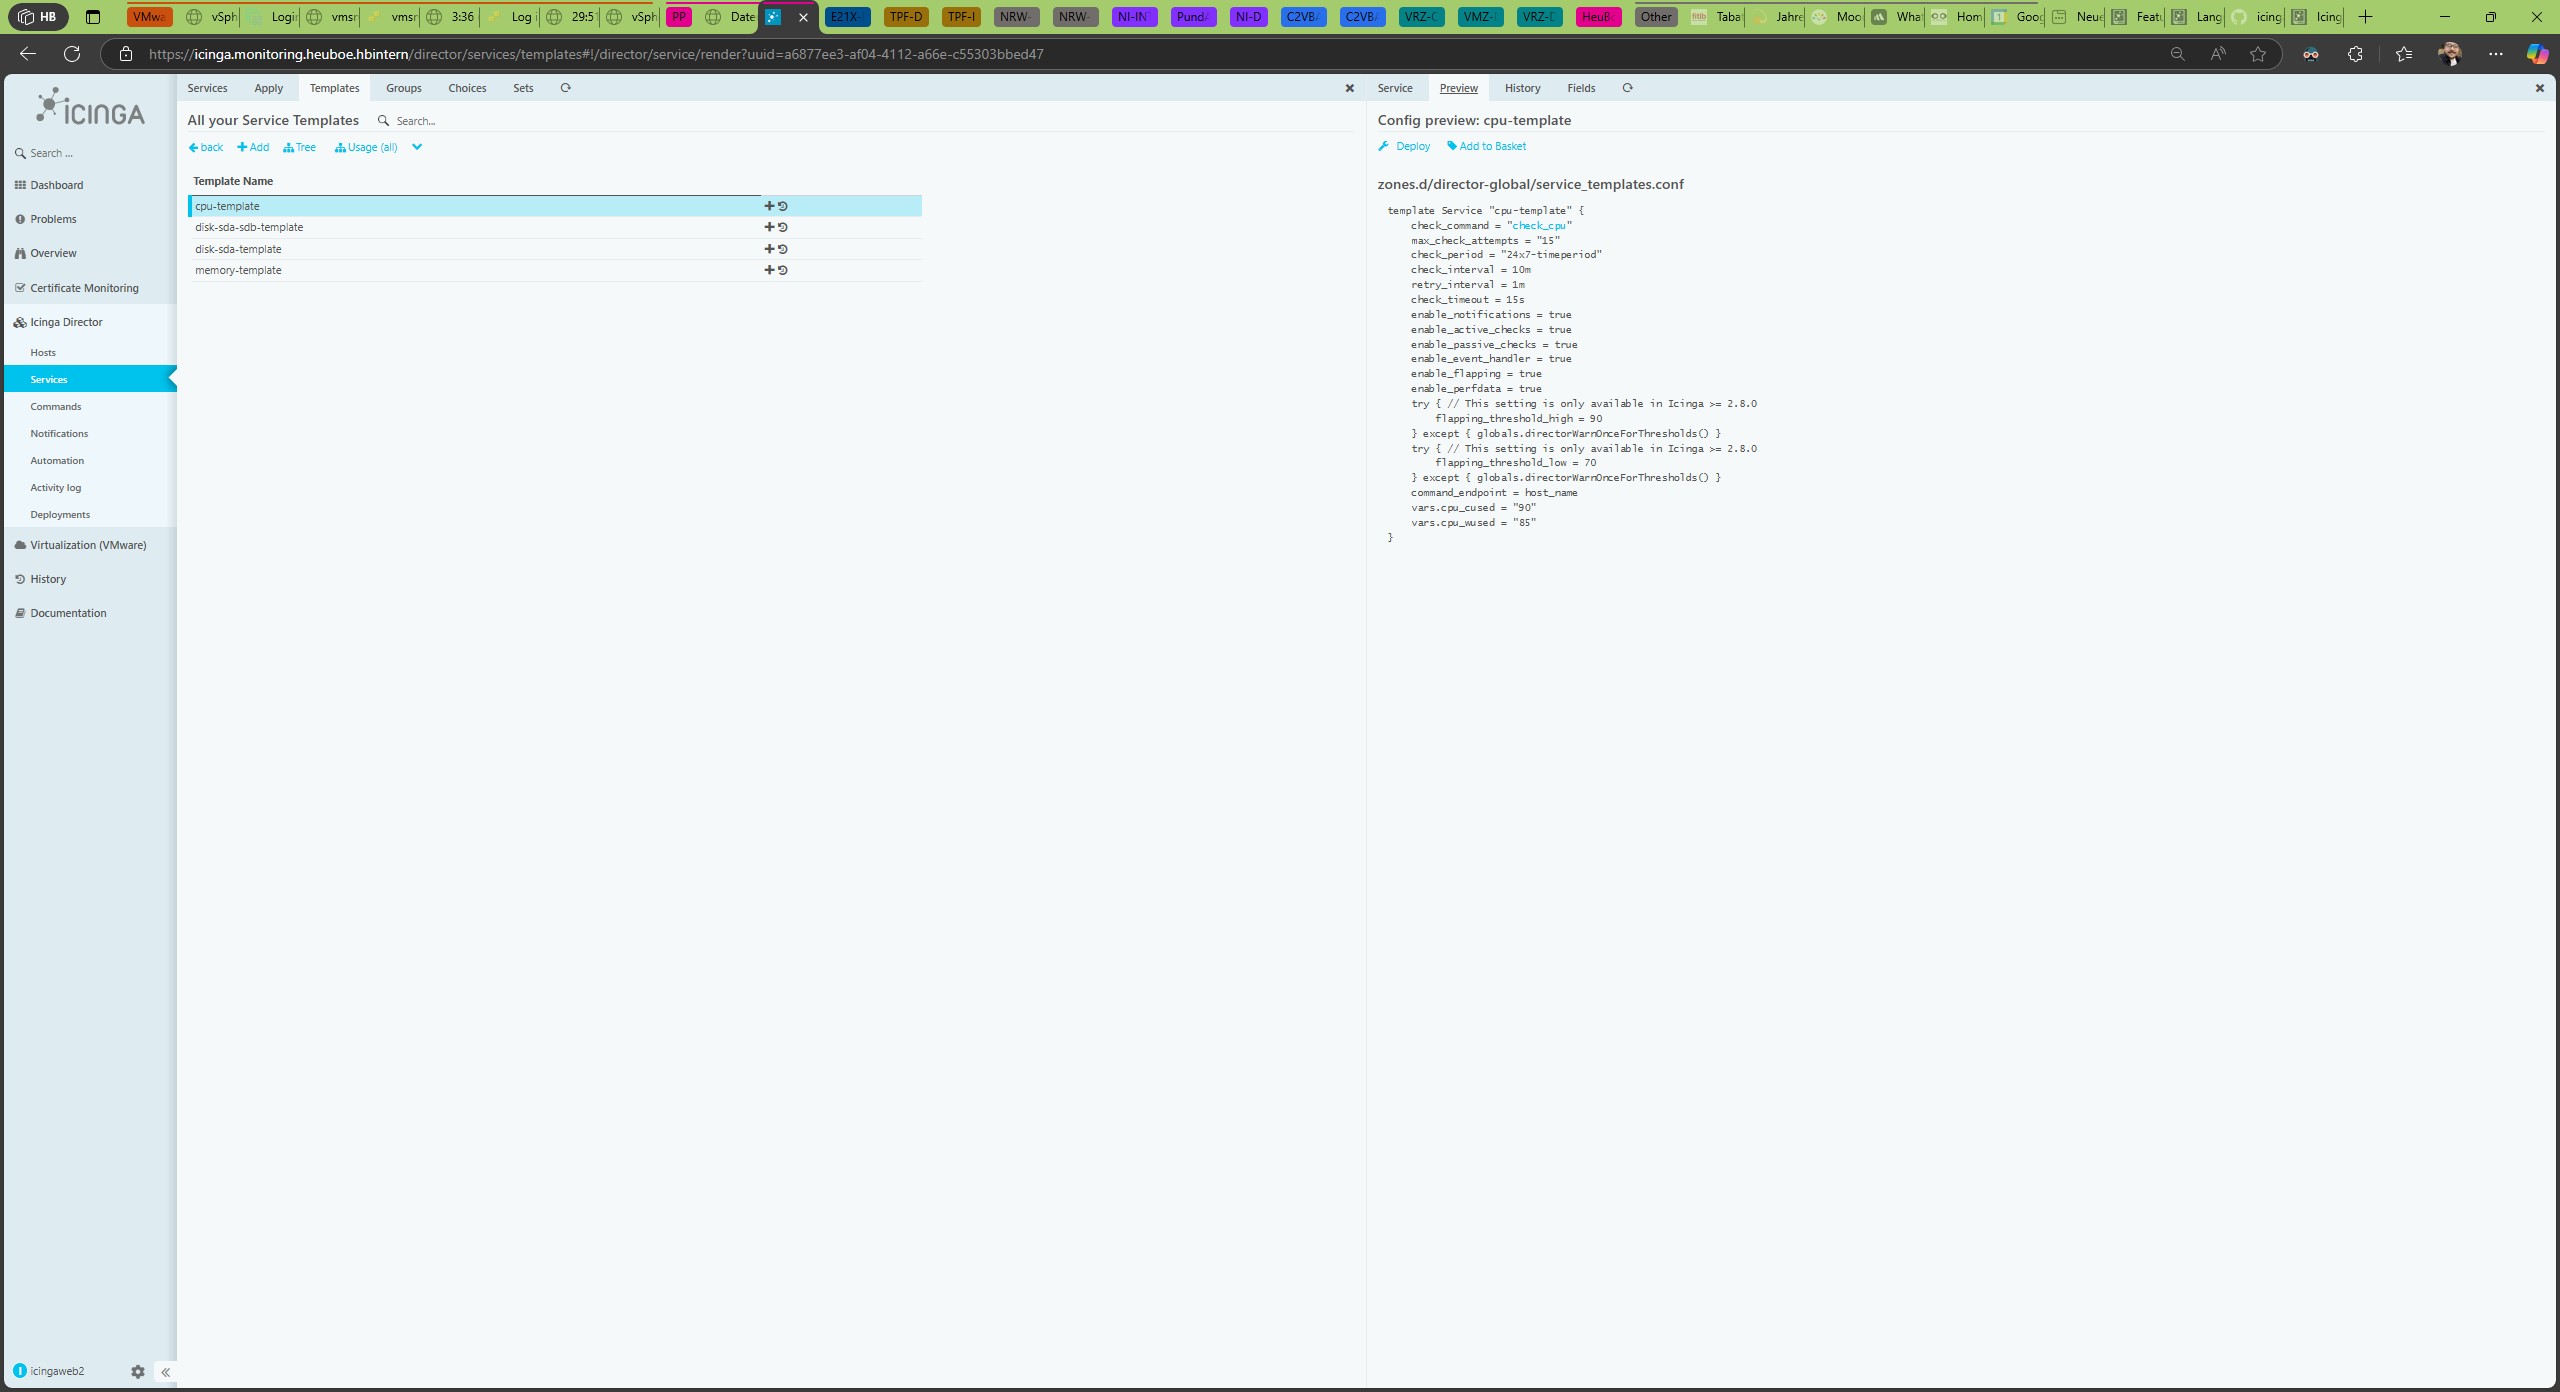 HB
VMwa
vSph
Logi
vmsr
vmsr
3:36
Log i
29:5
vSph
PP
Date
E21X-
TPF-D
TPF-I
NRW-
NRW-
NI-IN
Pund
NI-D
C2VB
C2VB
VRZ-C
VMZ-
VRZ-D
HeuB
Other
Taba
Jahre
Moo
Wha
Hom
Goog
Neue
Feat
Lang
icing
Icing
https://icinga.monitoring.heuboe.hbintern/director/services/templates#!/director/service/render?uuid=a6877ee3-af04-4112-a66e-c55303bbed47
ICINGA
Search ...
Dashboard
Problems
Overview
Certificate Monitoring
Icinga Director
Hosts
Services
Commands
Notifications
Automation
Activity log
Deployments
Virtualization (VMware)
History
Documentation
icingaweb2
Services Apply Templates Groups Choices Sets
All your Service Templates Search...
back Add Tree Usage (all)
Template Name
cpu-template
disk-sda-sdb-template
disk-sda-template
memory-template
Service Preview History Fields
Config preview: cpu-template
Deploy Add to Basket
zones.d/director-global/service_templates.conf
template Service "cpu-template" {
check_command = "check_cpu"
max_check_attempts = "15"
check_period = "24x7-timeperiod"
check_interval = 10m
retry_interval = 1m
check_timeout = 15s
enable_notifications = true
enable_active_checks = true
enable_passive_checks = true
enable_event_handler = true
enable_flapping = true
enable_perfdata = true
try { // This setting is only available in Icinga >= 2.8.0
flapping_threshold_high = 90
} except { globals.directorWarnOnceForThresholds() }
try { // This setting is only available in Icinga >= 2.8.0
flapping_threshold_low = 70
} except { globals.directorWarnOnceForThresholds() }
command_endpoint = host_name
vars.cpu_cused = "90"
vars.cpu_wused = "85"
}